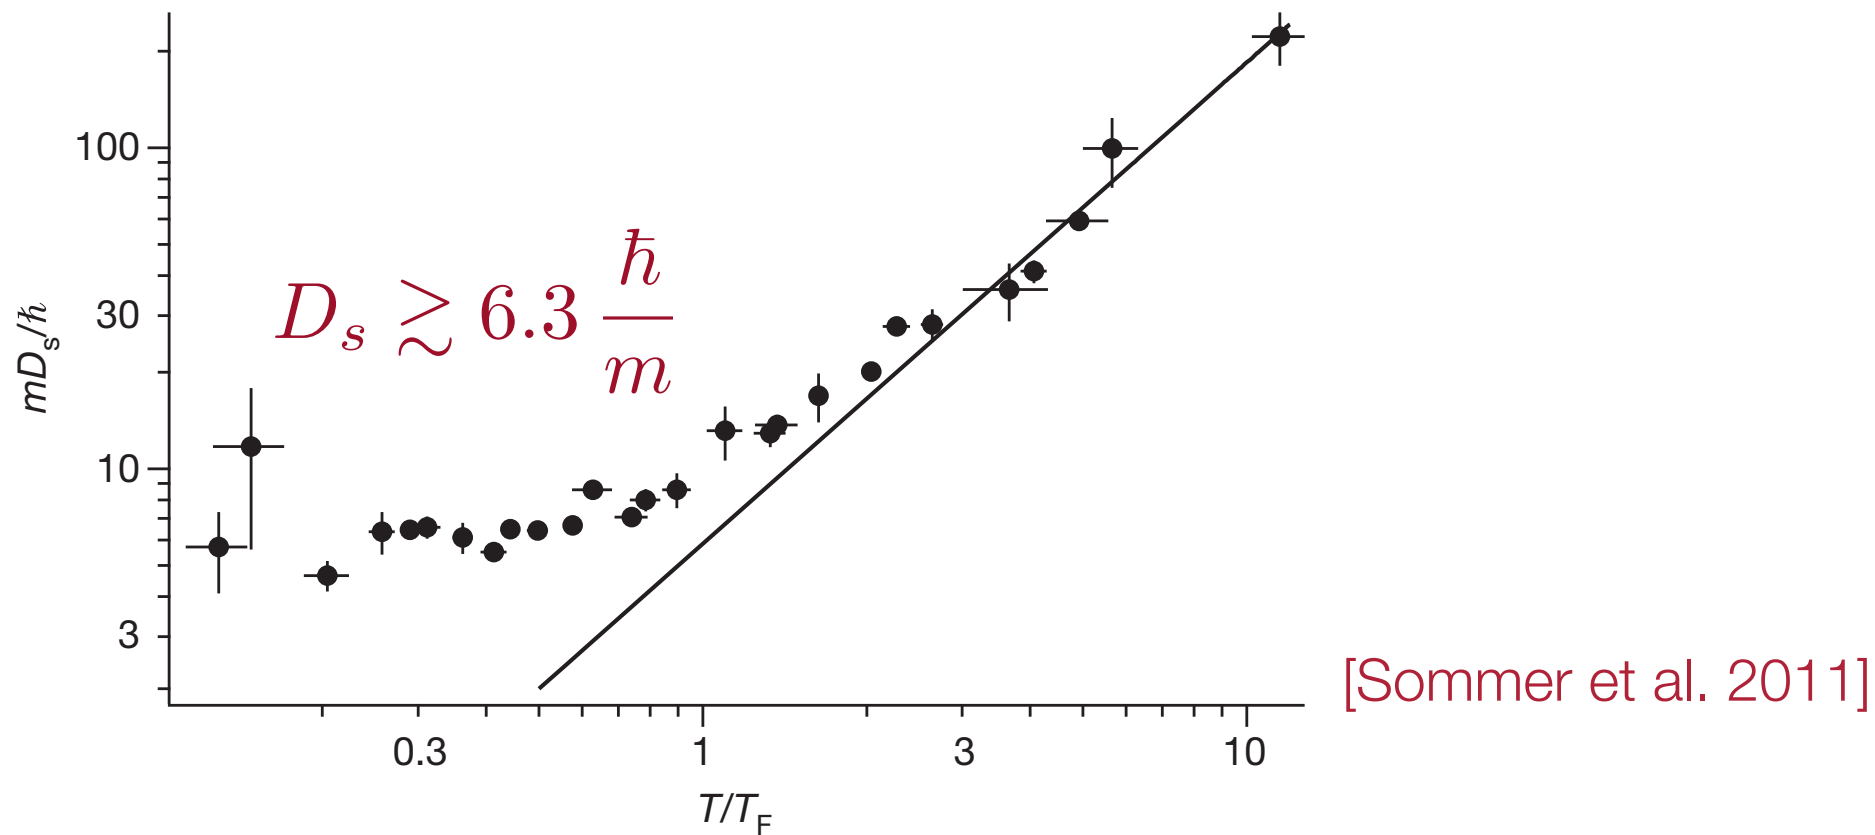 100
30
10
3
mD_s/ħ
D_s ≳ 6.3 ħ/m
0.3
1
3
10
T/T_F
[Sommer et al. 2011]